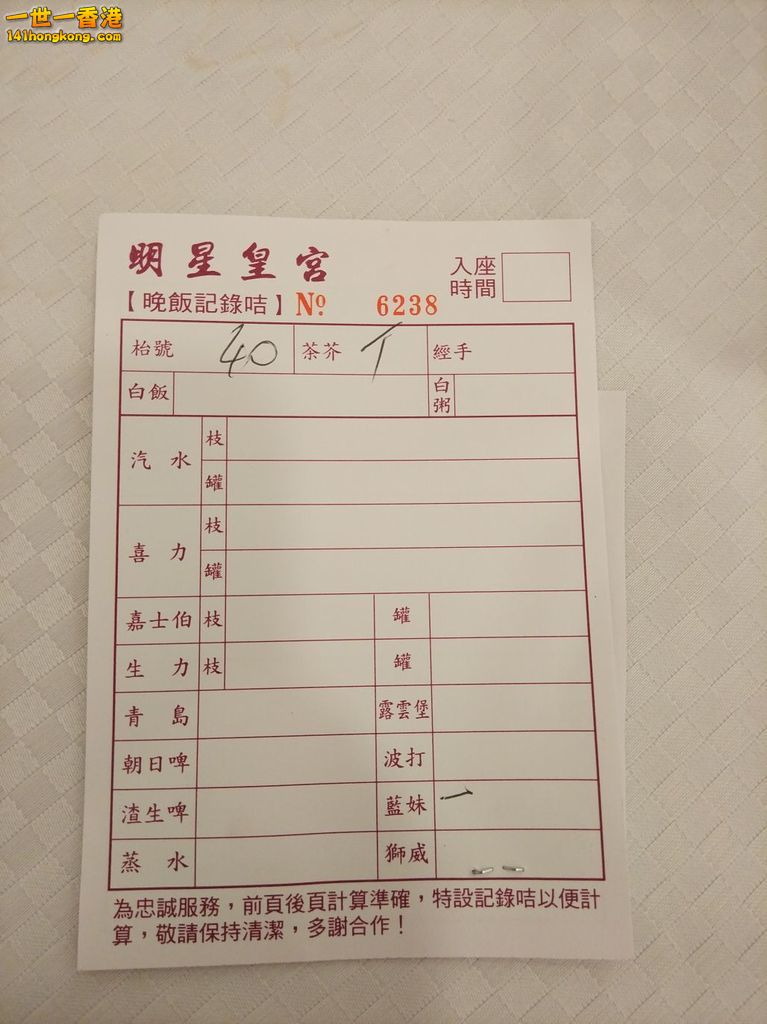 一世一香港
141hongkong.com
明星皇宮
入座時間
【晚飯記錄咭】 № 6238
枱號 40 茶芥 T 經手
白飯 白粥
汽水 枝
罐
喜力 枝
罐
嘉士伯 枝 罐
生力 枝 罐
青島 露雲堡
朝日啤 波打
渣生啤 藍妹 一
蒸水 獅威
為忠誠服務，前頁後頁計算準確，特設記錄咭以便計
算，敬請保持清潔，多謝合作！